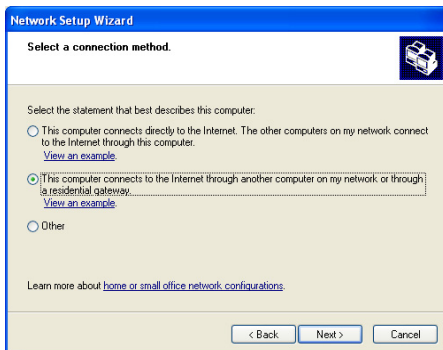 Network Setup Wizard
Select a connection method.
Select the statement that best describes this computer:
This computer connects directly to the Internet. The other computers on my network connect
to the Internet through this computer.
View an example.
This computer connects to the Internet through another computer on my network or through
a residential gateway.
View an example.
Other
Learn more about home or small office network configurations.
< Back
Next >
Cancel